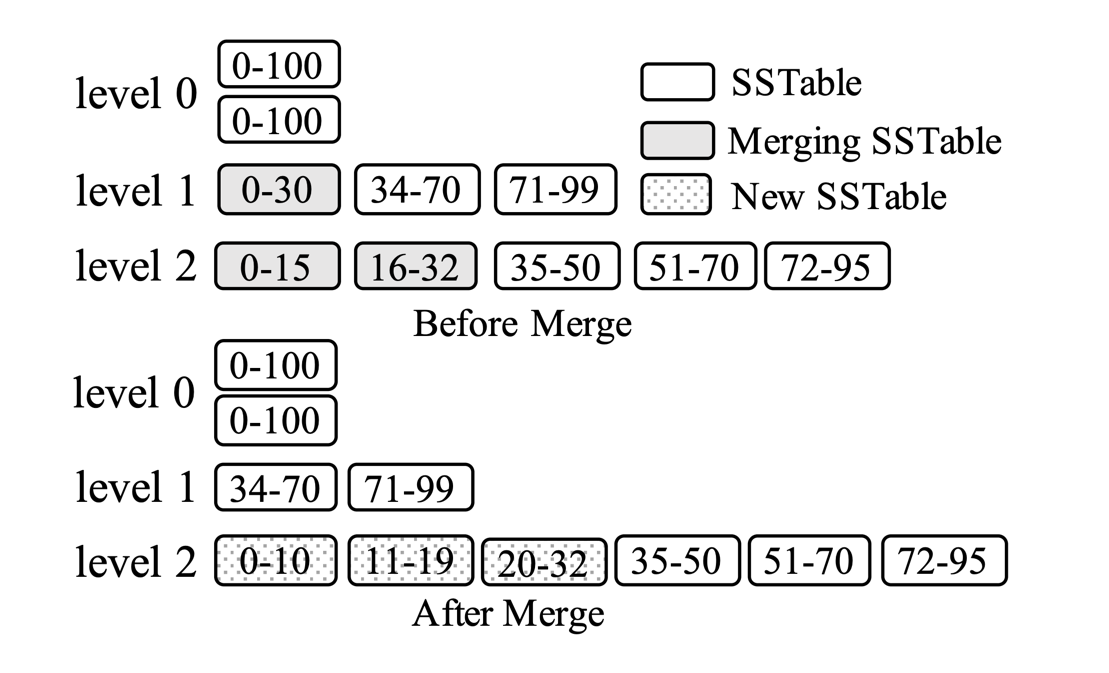 level 0
0-100
0-100
level 1 0-30 34-70 71-99
level 2 0-15 16-32 35-50 51-70 72-95
SSTable
Merging SSTable
New SSTable
Before Merge
level 0
0-100
0-100
level 1 34-70 71-99
level 2 0-10 11-19 20-32 35-50 51-70 72-95
After Merge